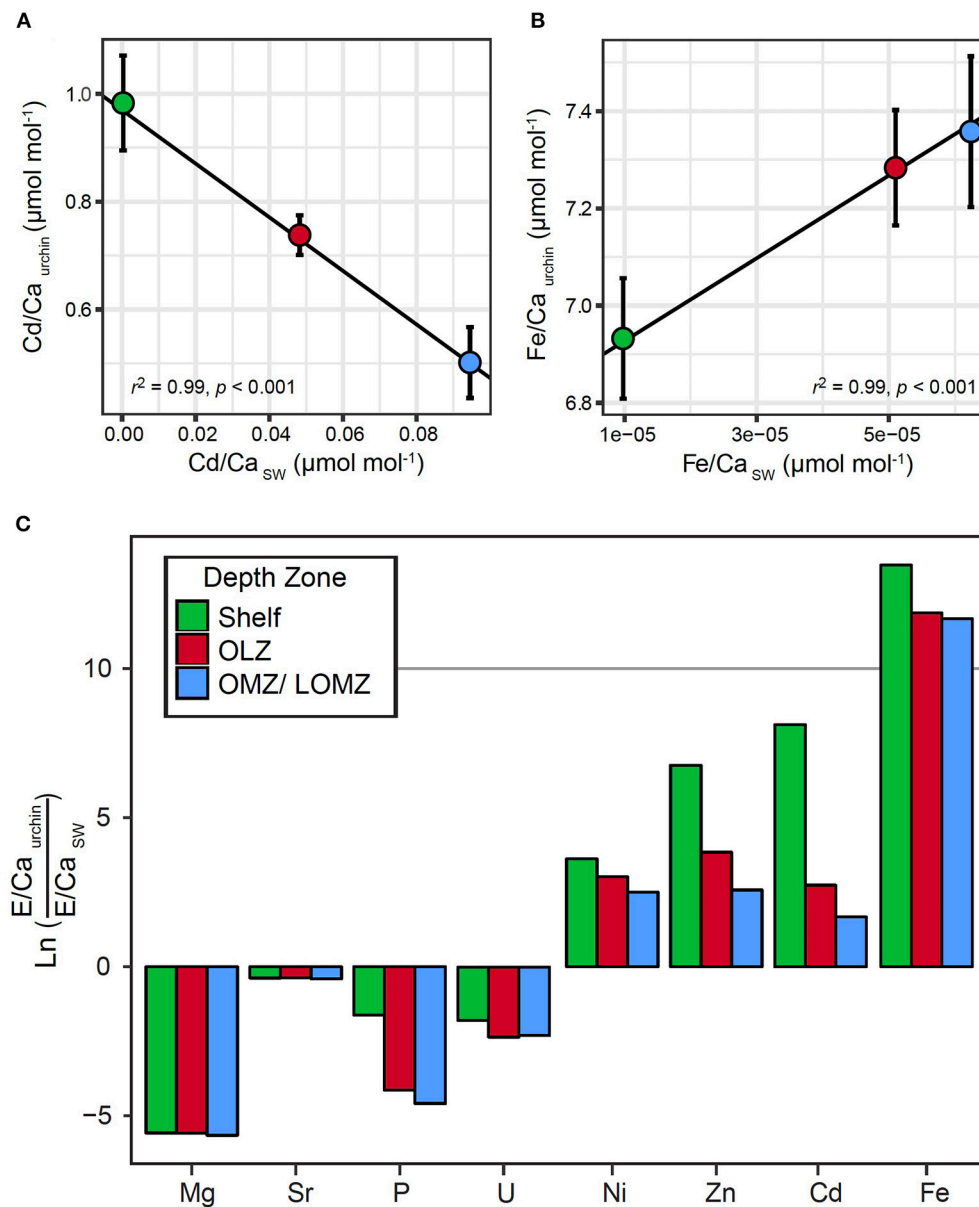 A
Cd/Ca urchin (µmol mol⁻¹)
1.0
0.8
0.6
r² = 0.99, p < 0.001
0.00
0.04
0.06
0.08
Cd/Ca SW (µmol mol⁻¹)
B
Fe/Ca urchin (µmol mol⁻¹)
7.4
7.2
7.0
6.8
r² = 0.99, p < 0.001
1e-05
3e-05
5e-05
Fe/Ca SW (µmol mol⁻¹)
C
Ln (E/Ca urchin / E/Ca SW)
Depth Zone
Shelf
OLZ
OMZ/ LOMZ
10
5
0
−5
Mg Sr P U Ni Zn Cd Fe